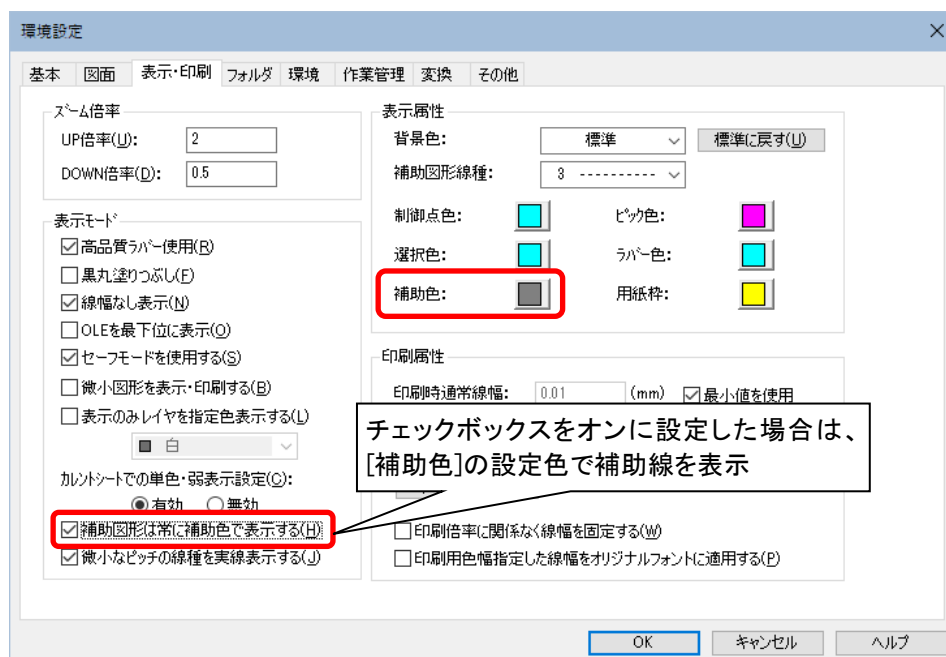 環境設定
基本 図面 表示・印刷 フォルダ 環境 作業管理 変換 その他
ズーム倍率
UP倍率(U): 2
DOWN倍率(D): 0.5
表示モード
高品質ラバー使用(R)
黒丸塗りつぶし(F)
線幅なし表示(N)
OLEを最下位に表示(O)
セーフモードを使用する(S)
微小図形を表示・印刷する(B)
表示のみレイヤを指定色表示する(L)
白
カレントシートでの単色・弱表示設定(C):
有効 無効
補助図形は常に補助色で表示する(H)
微小なピッチの線種を実線表示する(J)
表示属性
背景色: 標準 標準に戻す(U)
補助図形線種: 3 ----------
制御点色: ピック色:
選択色: ラバー色:
補助色: 用紙枠:
印刷属性
印刷時通常線幅: 0.01 (mm) 最小値を使用
チェックボックスをオンに設定した場合は、
[補助色]の設定色で補助線を表示
印刷倍率に関係なく線幅を固定する(W)
印刷用色幅指定した線幅をオリジナルフォントに適用する(P)
OK キャンセル ヘルプ